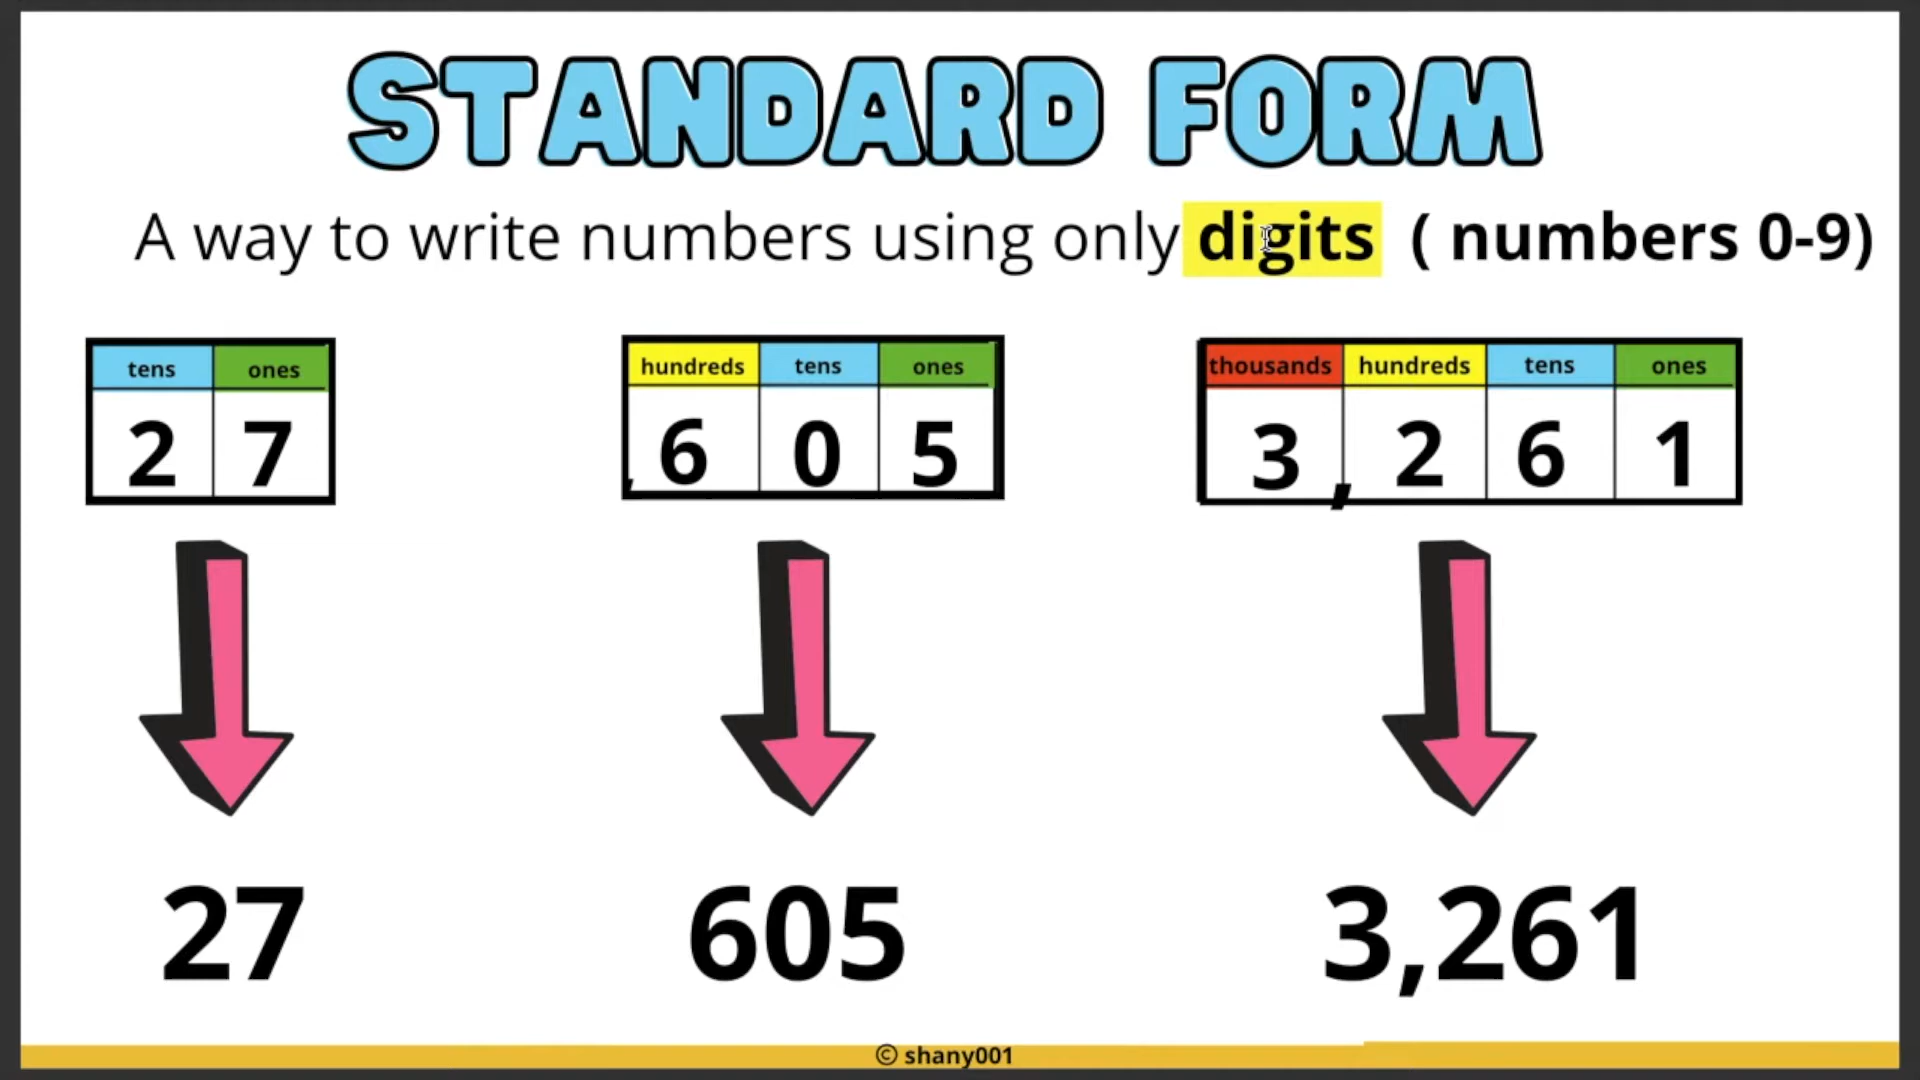 STANDARD FORM
A way to write numbers using only digits ( numbers 0-9)
tens ones
2 7
hundreds tens ones
, 6 0 5
thousands hundreds tens ones
3 , 2 6 1
27
605
3,261
© shany001